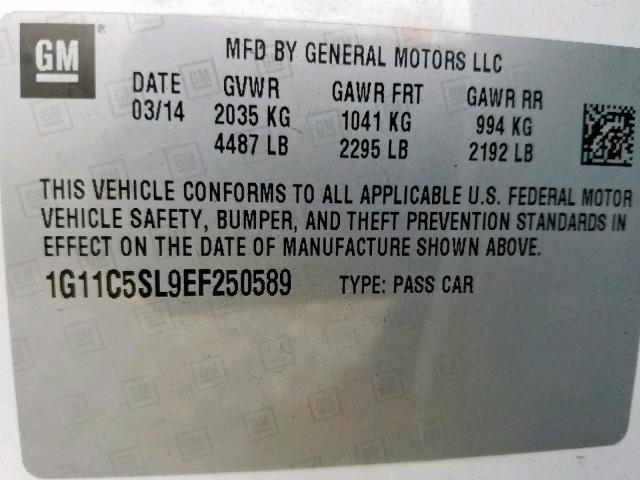 GM ®
MFD BY GENERAL MOTORS LLC
DATE GVWR GAWR FRT GAWR RR
03/14 2035 KG 1041 KG 994 KG
4487 LB 2295 LB 2192 LB
THIS VEHICLE CONFORMS TO ALL APPLICABLE U.S. FEDERAL MOTOR
VEHICLE SAFETY, BUMPER, AND THEFT PREVENTION STANDARDS IN
EFFECT ON THE DATE OF MANUFACTURE SHOWN ABOVE.
1G11C5SL9EF250589 TYPE: PASS CAR